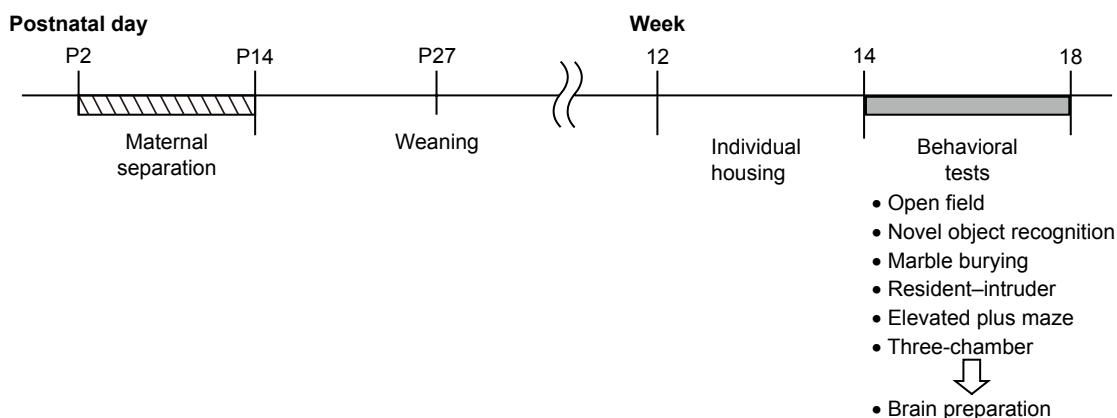 Postnatal day Week
P2 P14 P27 12 14 18
Maternal
separation
Weaning
Individual
housing
Behavioral
tests
• Open field
• Novel object recognition
• Marble burying
• Resident–intruder
• Elevated plus maze
• Three-chamber
• Brain preparation